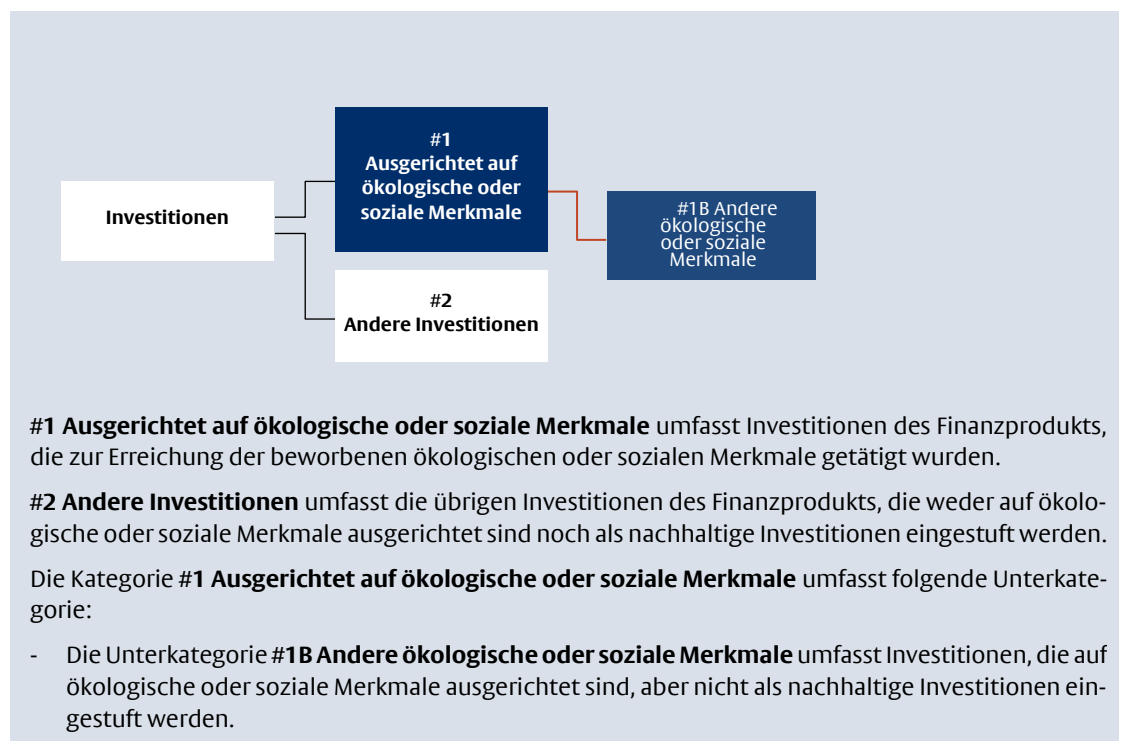 #1
Ausgerichtet auf
ökologische oder
soziale Merkmale
Investitionen
#1B Andere
ökologische
oder soziale
Merkmale
#2
Andere Investitionen
#1 Ausgerichtet auf ökologische oder soziale Merkmale umfasst Investitionen des Finanzprodukts,
die zur Erreichung der beworbenen ökologischen oder sozialen Merkmale getätigt wurden.
#2 Andere Investitionen umfasst die übrigen Investitionen des Finanzprodukts, die weder auf ökolo-
gische oder soziale Merkmale ausgerichtet sind noch als nachhaltige Investitionen eingestuft werden.
Die Kategorie #1 Ausgerichtet auf ökologische oder soziale Merkmale umfasst folgende Unterkate-
gorie:
- Die Unterkategorie #1B Andere ökologische oder soziale Merkmale umfasst Investitionen, die auf
ökologische oder soziale Merkmale ausgerichtet sind, aber nicht als nachhaltige Investitionen ein-
gestuft werden.